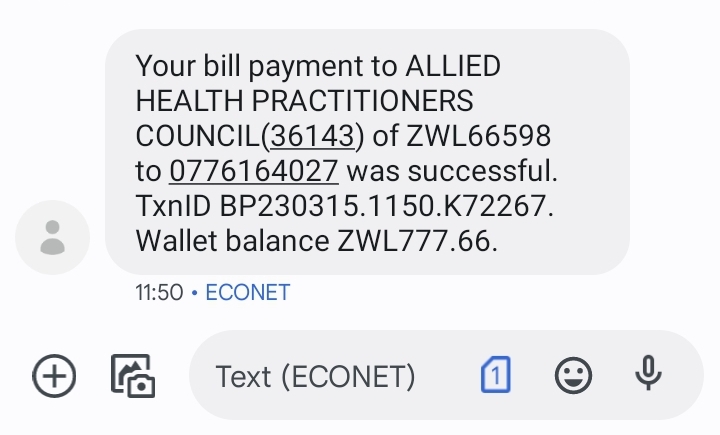 Your bill payment to ALLIED
HEALTH PRACTITIONERS
COUNCIL(36143) of ZWL66598
to 0776164027 was successful.
TxnID BP230315.1150.K72267.
Wallet balance ZWL777.66.
11:50 • ECONET
Text (ECONET) 1